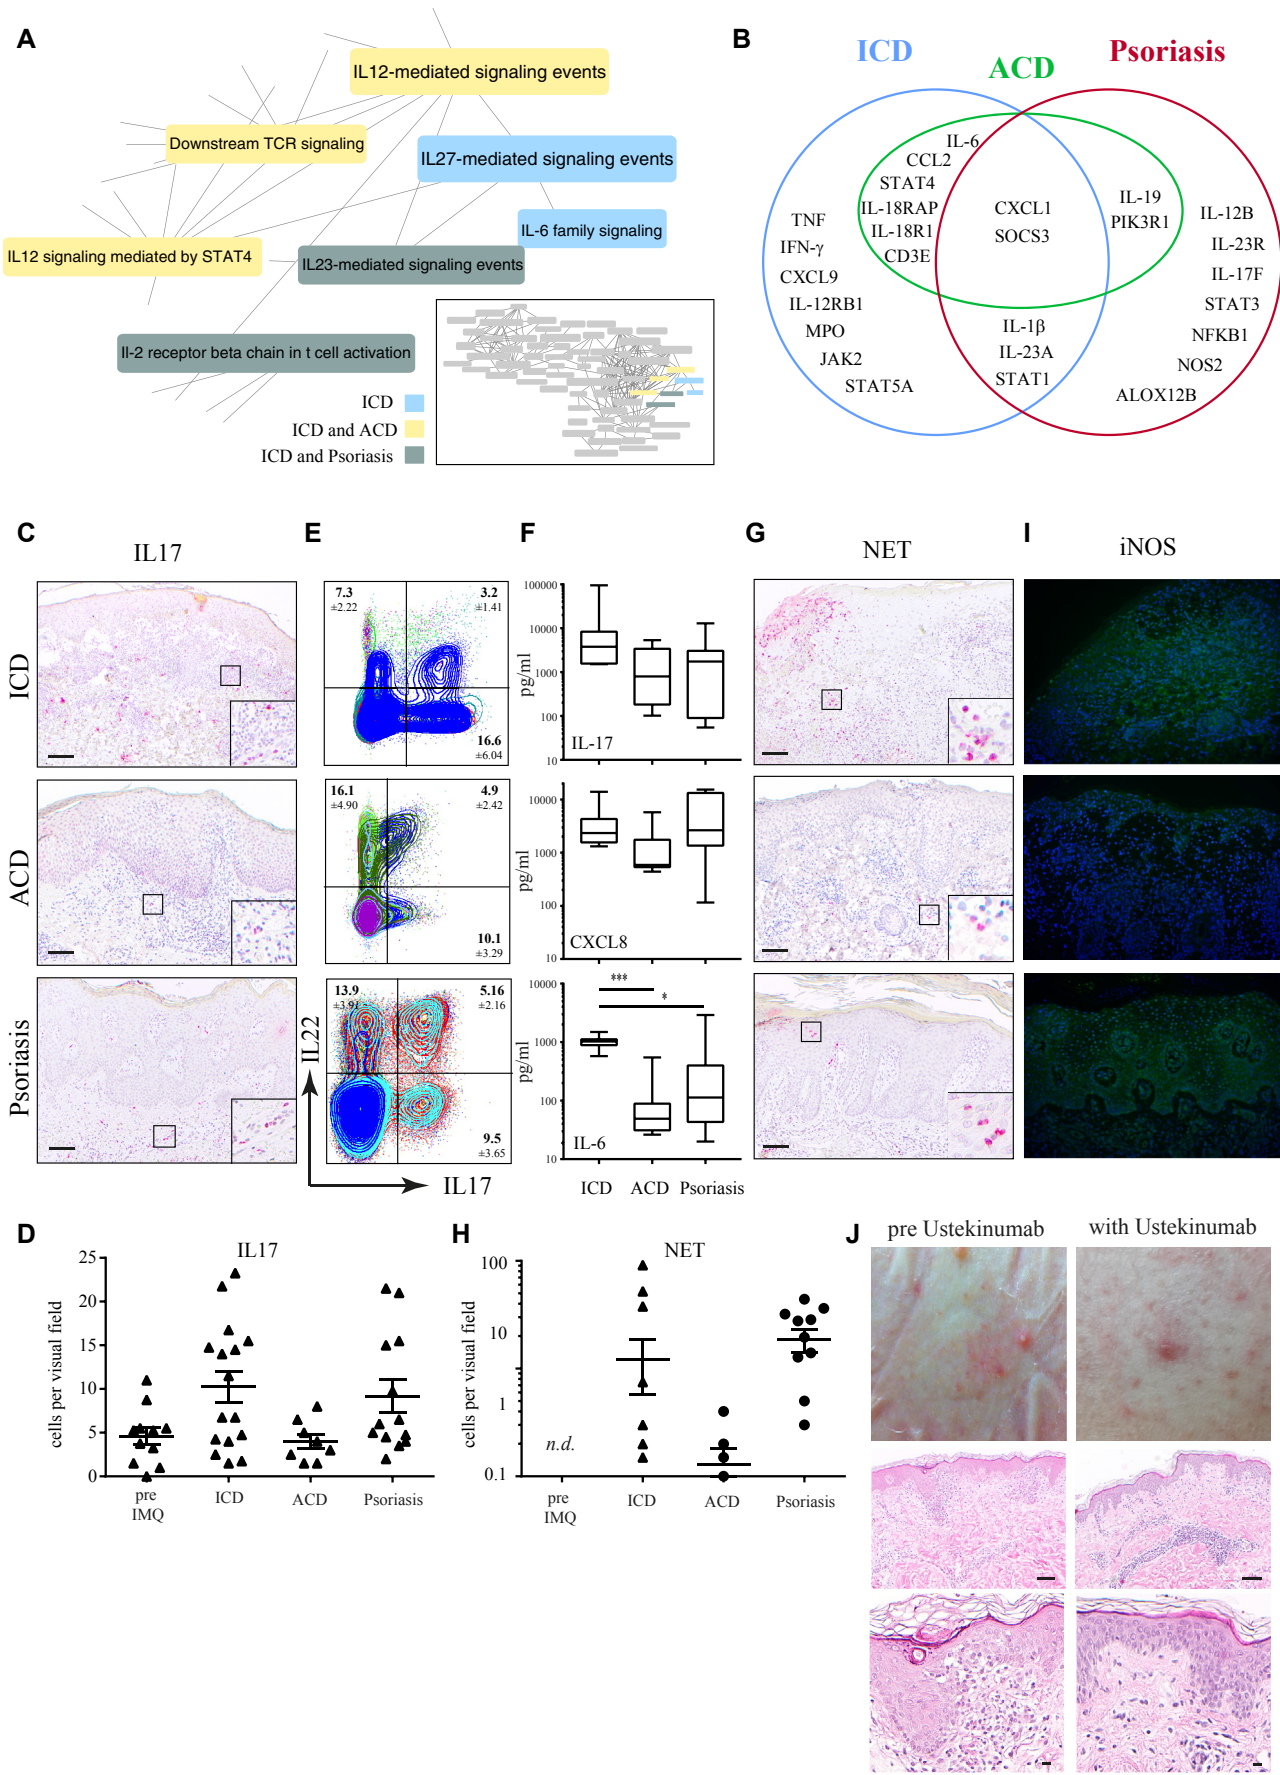 A
IL12-mediated signaling events
Downstream TCR signaling
IL27-mediated signaling events
IL-6 family signaling
IL12 signaling mediated by STAT4
IL23-mediated signaling events
Il-2 receptor beta chain in t cell activation
ICD
ICD and ACD
ICD and Psoriasis
B
ICD
ACD
Psoriasis
IL-6
CCL2
STAT4
IL-18RAP
IL-18R1
CD3E
TNF
IFN-γ
CXCL9
IL-12RB1
MPO
JAK2
STAT5A
CXCL1
SOCS3
IL-19
PIK3R1
IL-1β
IL-23A
STAT1
IL-12B
IL-23R
IL-17F
STAT3
NFKB1
NOS2
ALOX12B
C
IL17
ICD
ACD
Psoriasis
E
7.3
±2.22
3.2
±1.41
16.6
±6.04
16.1
±4.90
4.9
±2.42
10.1
±3.29
13.9
±3.91
5.16
±2.16
9.5
±3.65
IL22
IL17
F
100000
10000
1000
100
10
pg/ml
IL-17
10000
1000
100
10
pg/ml
CXCL8
10000
1000
100
10
pg/ml
***
*
IL-6
ICD ACD Psoriasis
G
NET
I
iNOS
D
IL17
25
20
15
10
5
0
cells per visual field
pre IMQ
ICD
ACD
Psoriasis
H
NET
100
10
1
0.1
cells per visual field
n.d.
pre IMQ
ICD
ACD
Psoriasis
J
pre Ustekinumab
with Ustekinumab